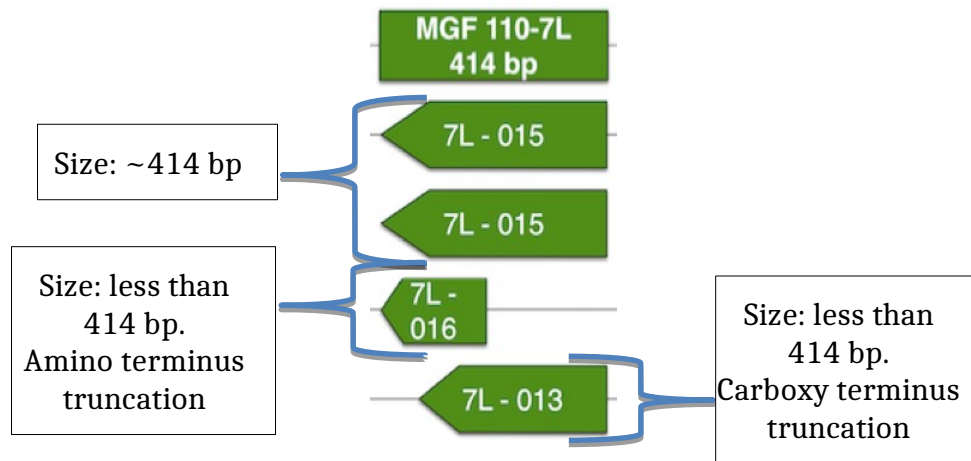 MGF 110-7L
414 bp
7L - 015
Size: ~414 bp
7L - 015
Size: less than
414 bp.
Amino terminus
truncation
7L -
016
Size: less than
414 bp.
Carboxy terminus
truncation
7L - 013